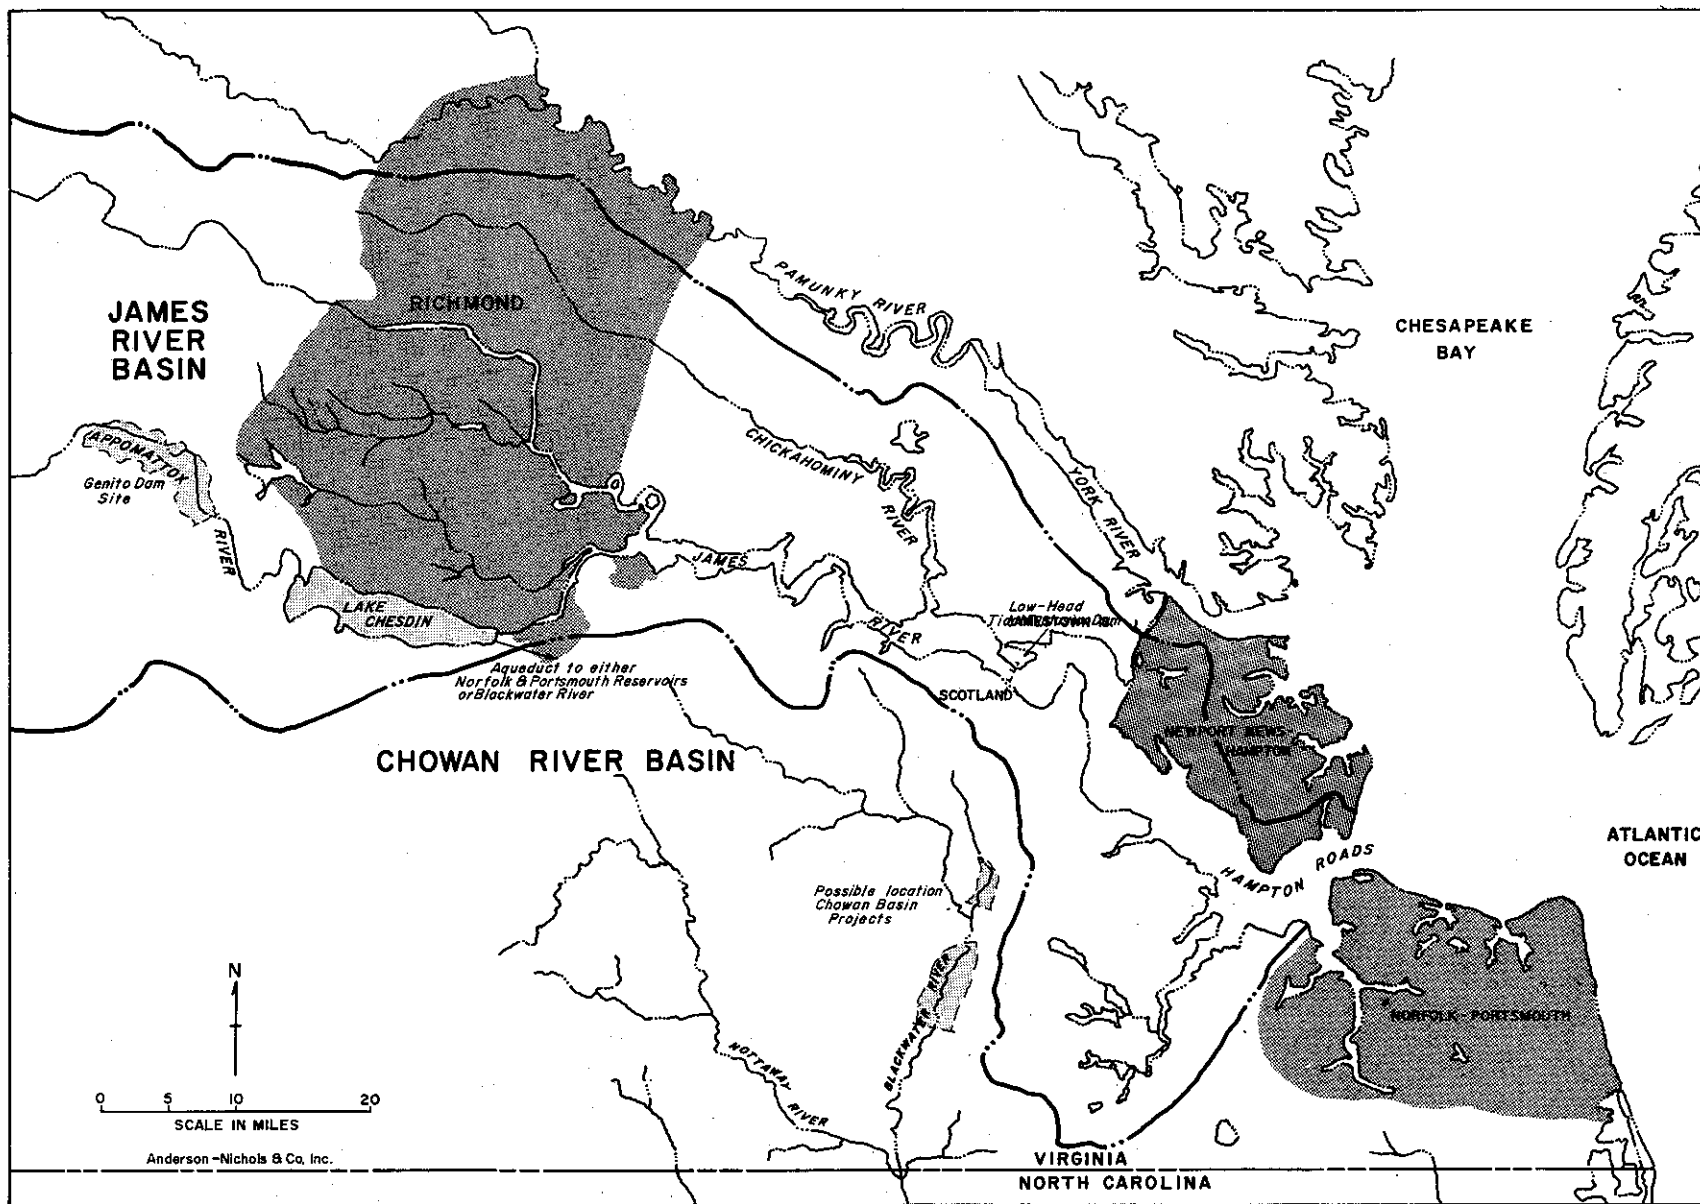 RICHMOND
JAMES
RIVER
BASIN
PAMUNKY RIVER
CHESAPEAKE
BAY
APPOMATTOX
RIVER
Genito Dam
Site
CHICKAHOMINY
RIVER
YORK RIVER
JAMES
RIVER
LAKE
CHESDIN
Low-Head
Dam
Aqueduct to either
Norfolk & Portsmouth Reservoirs
or Blackwater River
SCOTLAND
NEWPORT NEWS-
HAMPTON
CHOWAN RIVER BASIN
ATLANTIC
OCEAN
HAMPTON ROADS
Possible location
Chowan Basin
Projects
N
BLACKWATER RIVER
NORFOLK-PORTSMOUTH
NOTTAWAY
RIVER
0 5 10 20
SCALE IN MILES
Anderson-Nichols & Co, Inc.
VIRGINIA
NORTH CAROLINA